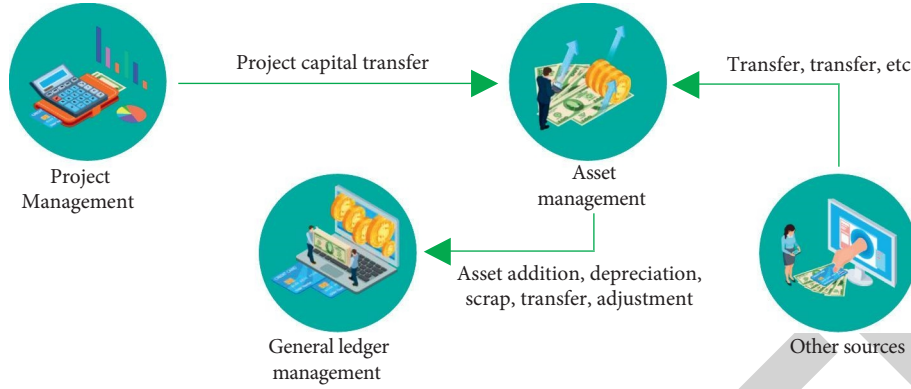 Project capital transfer
Transfer, transfer, etc
Project
Management
Asset
management
Asset addition, depreciation,
scrap, transfer, adjustment
General ledger
management
Other sources